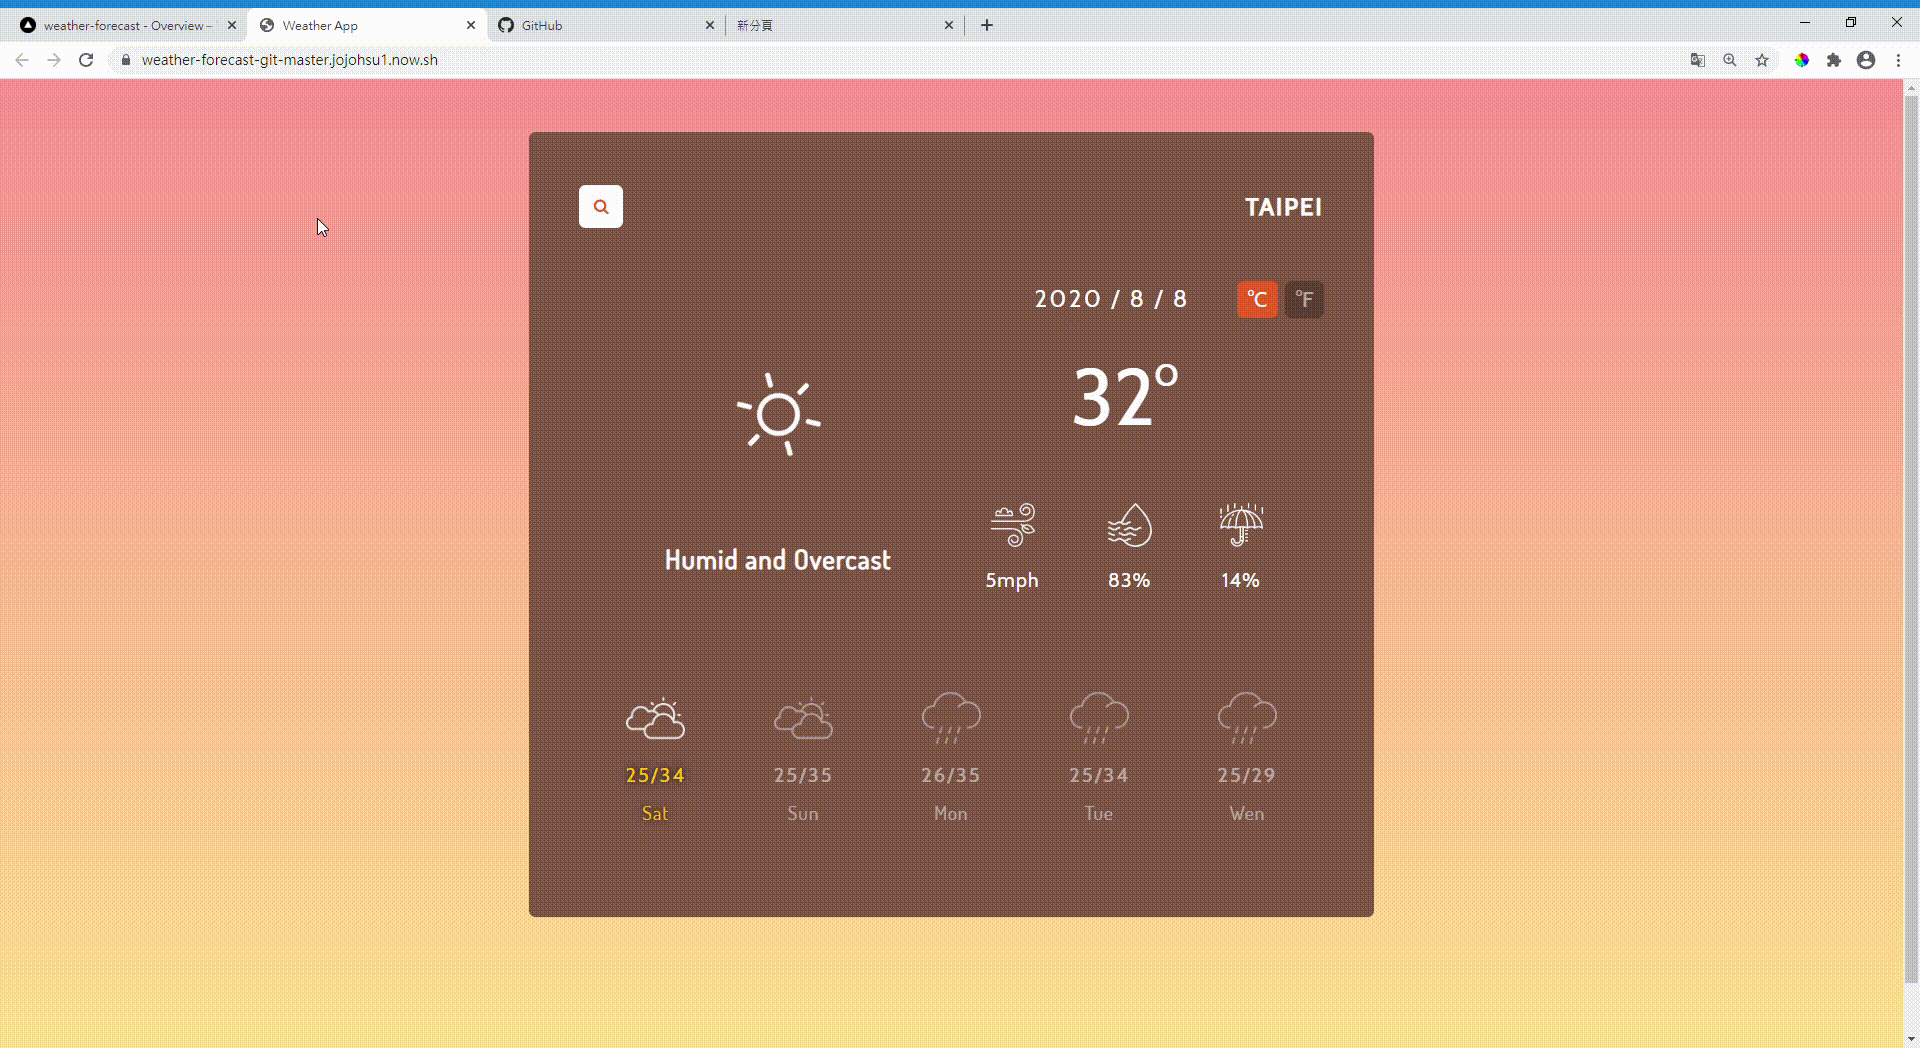 weather-forecast - Overview –
Weather App
GitHub
新分頁
weather-forecast-git-master.jojohsu1.now.sh
TAIPEI
2020 / 8 / 8
°C
°F
32°
Humid and Overcast
5mph
83%
14%
25/34
25/35
26/35
25/34
25/29
Sat
Sun
Mon
Tue
Wen